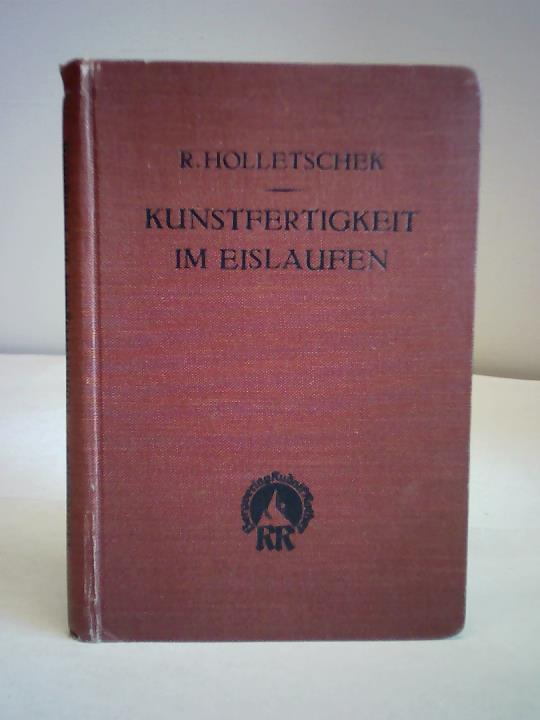 R. HOLLETSCHEK
KUNSTFERTIGKEIT
IM EISLAUFEN
RR